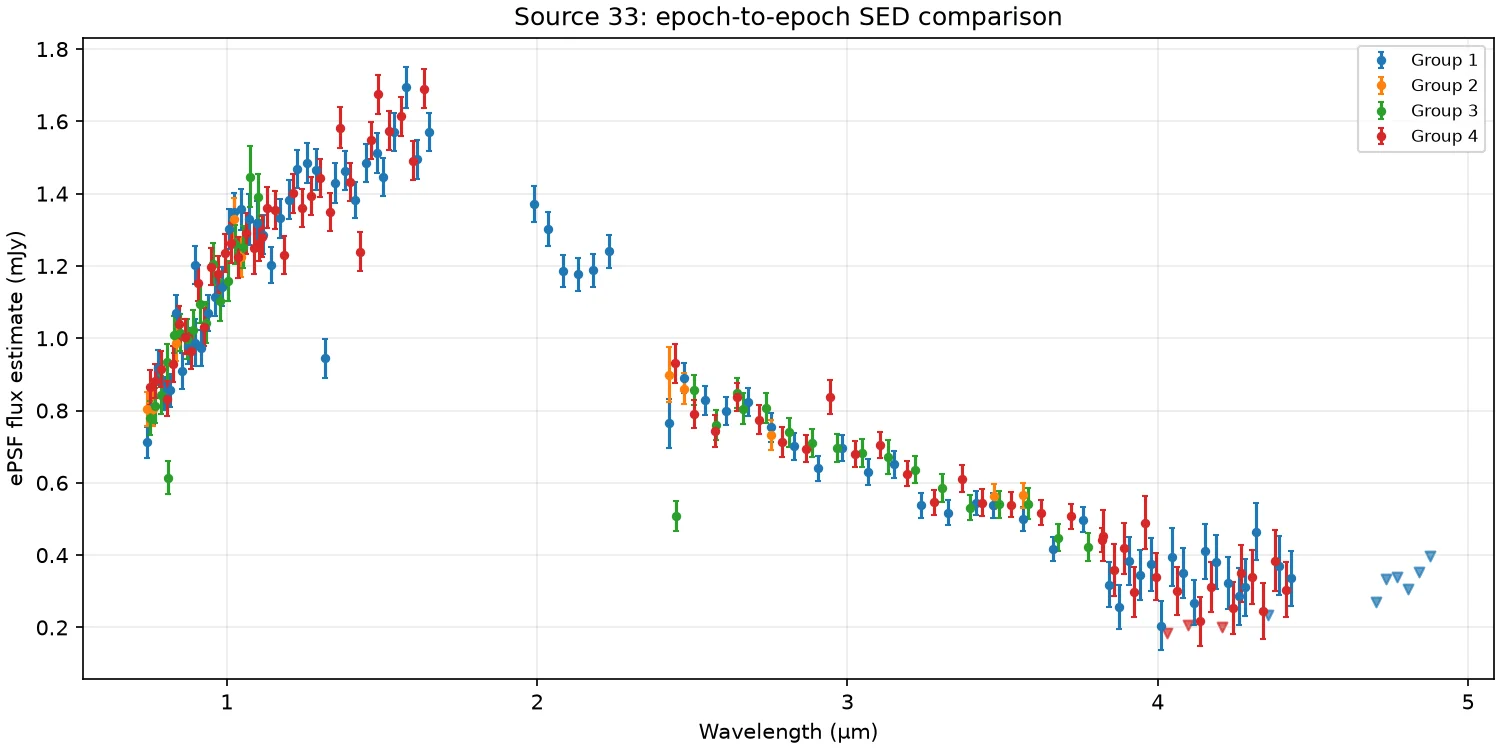 Source 33: epoch-to-epoch SED comparison
1.8
1.6
1.4
1.2
1.0
0.8
0.6
0.4
0.2
ePSF flux estimate (mJy)
Group 1
Group 2
Group 3
Group 4
1 2 3 4 5
Wavelength (μm)